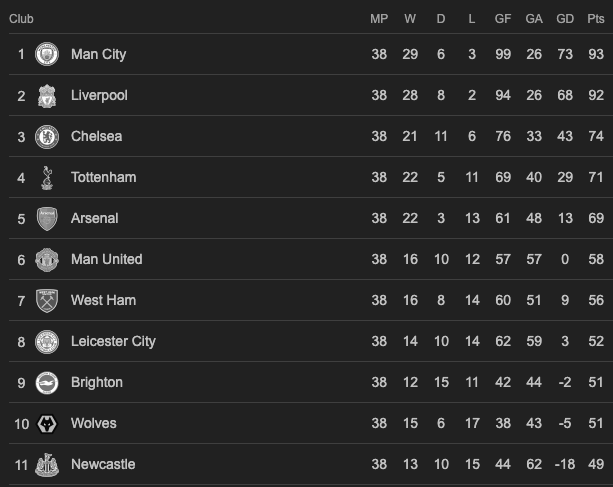 Club MP W D L GF GA GD Pts
1 Man City 38 29 6 3 99 26 73 93
2 Liverpool 38 28 8 2 94 26 68 92
3 Chelsea 38 21 11 6 76 33 43 74
4 Tottenham 38 22 5 11 69 40 29 71
5 Arsenal 38 22 3 13 61 48 13 69
6 Man United 38 16 10 12 57 57 0 58
7 West Ham 38 16 8 14 60 51 9 56
8 Leicester City 38 14 10 14 62 59 3 52
9 Brighton 38 12 15 11 42 44 -2 51
10 Wolves 38 15 6 17 38 43 -5 51
11 Newcastle 38 13 10 15 44 62 -18 49